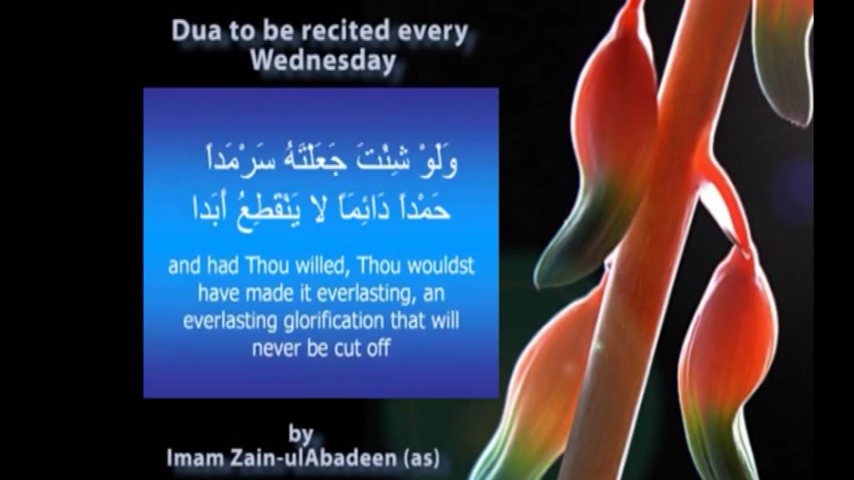 Dua to be recited every
Wednesday
وَلَوْ شِئْتَ جَعَلْتَهُ سَرْمَداً
حَمْداً دَائِمَاً لا يَنْقَطِعُ أَبَدا
and had Thou willed, Thou wouldst
have made it everlasting, an
everlasting glorification that will
never be cut off
by
Imam Zain-ulAbadeen (as)